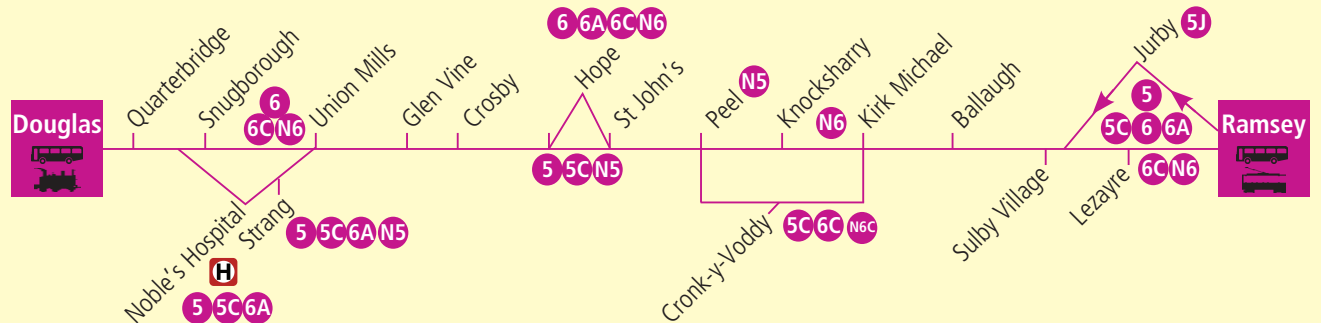 Douglas
Quarterbridge
Snugborough
6
6C N6
Union Mills
Glen Vine
Crosby
6 6A 6C N6
Hope
St John's
5 5C N5
Peel N5
Knocksharry
N6
Kirk Michael
Ballaugh
Jurby 5J
5
5C 6 6A
Ramsey
Noble's Hospital
H
5 5C 6A
Strang
5 5C 6A N5
Cronk-y-Voddy
5C 6C N6C
Sulby Village
Lezayre
6C N6